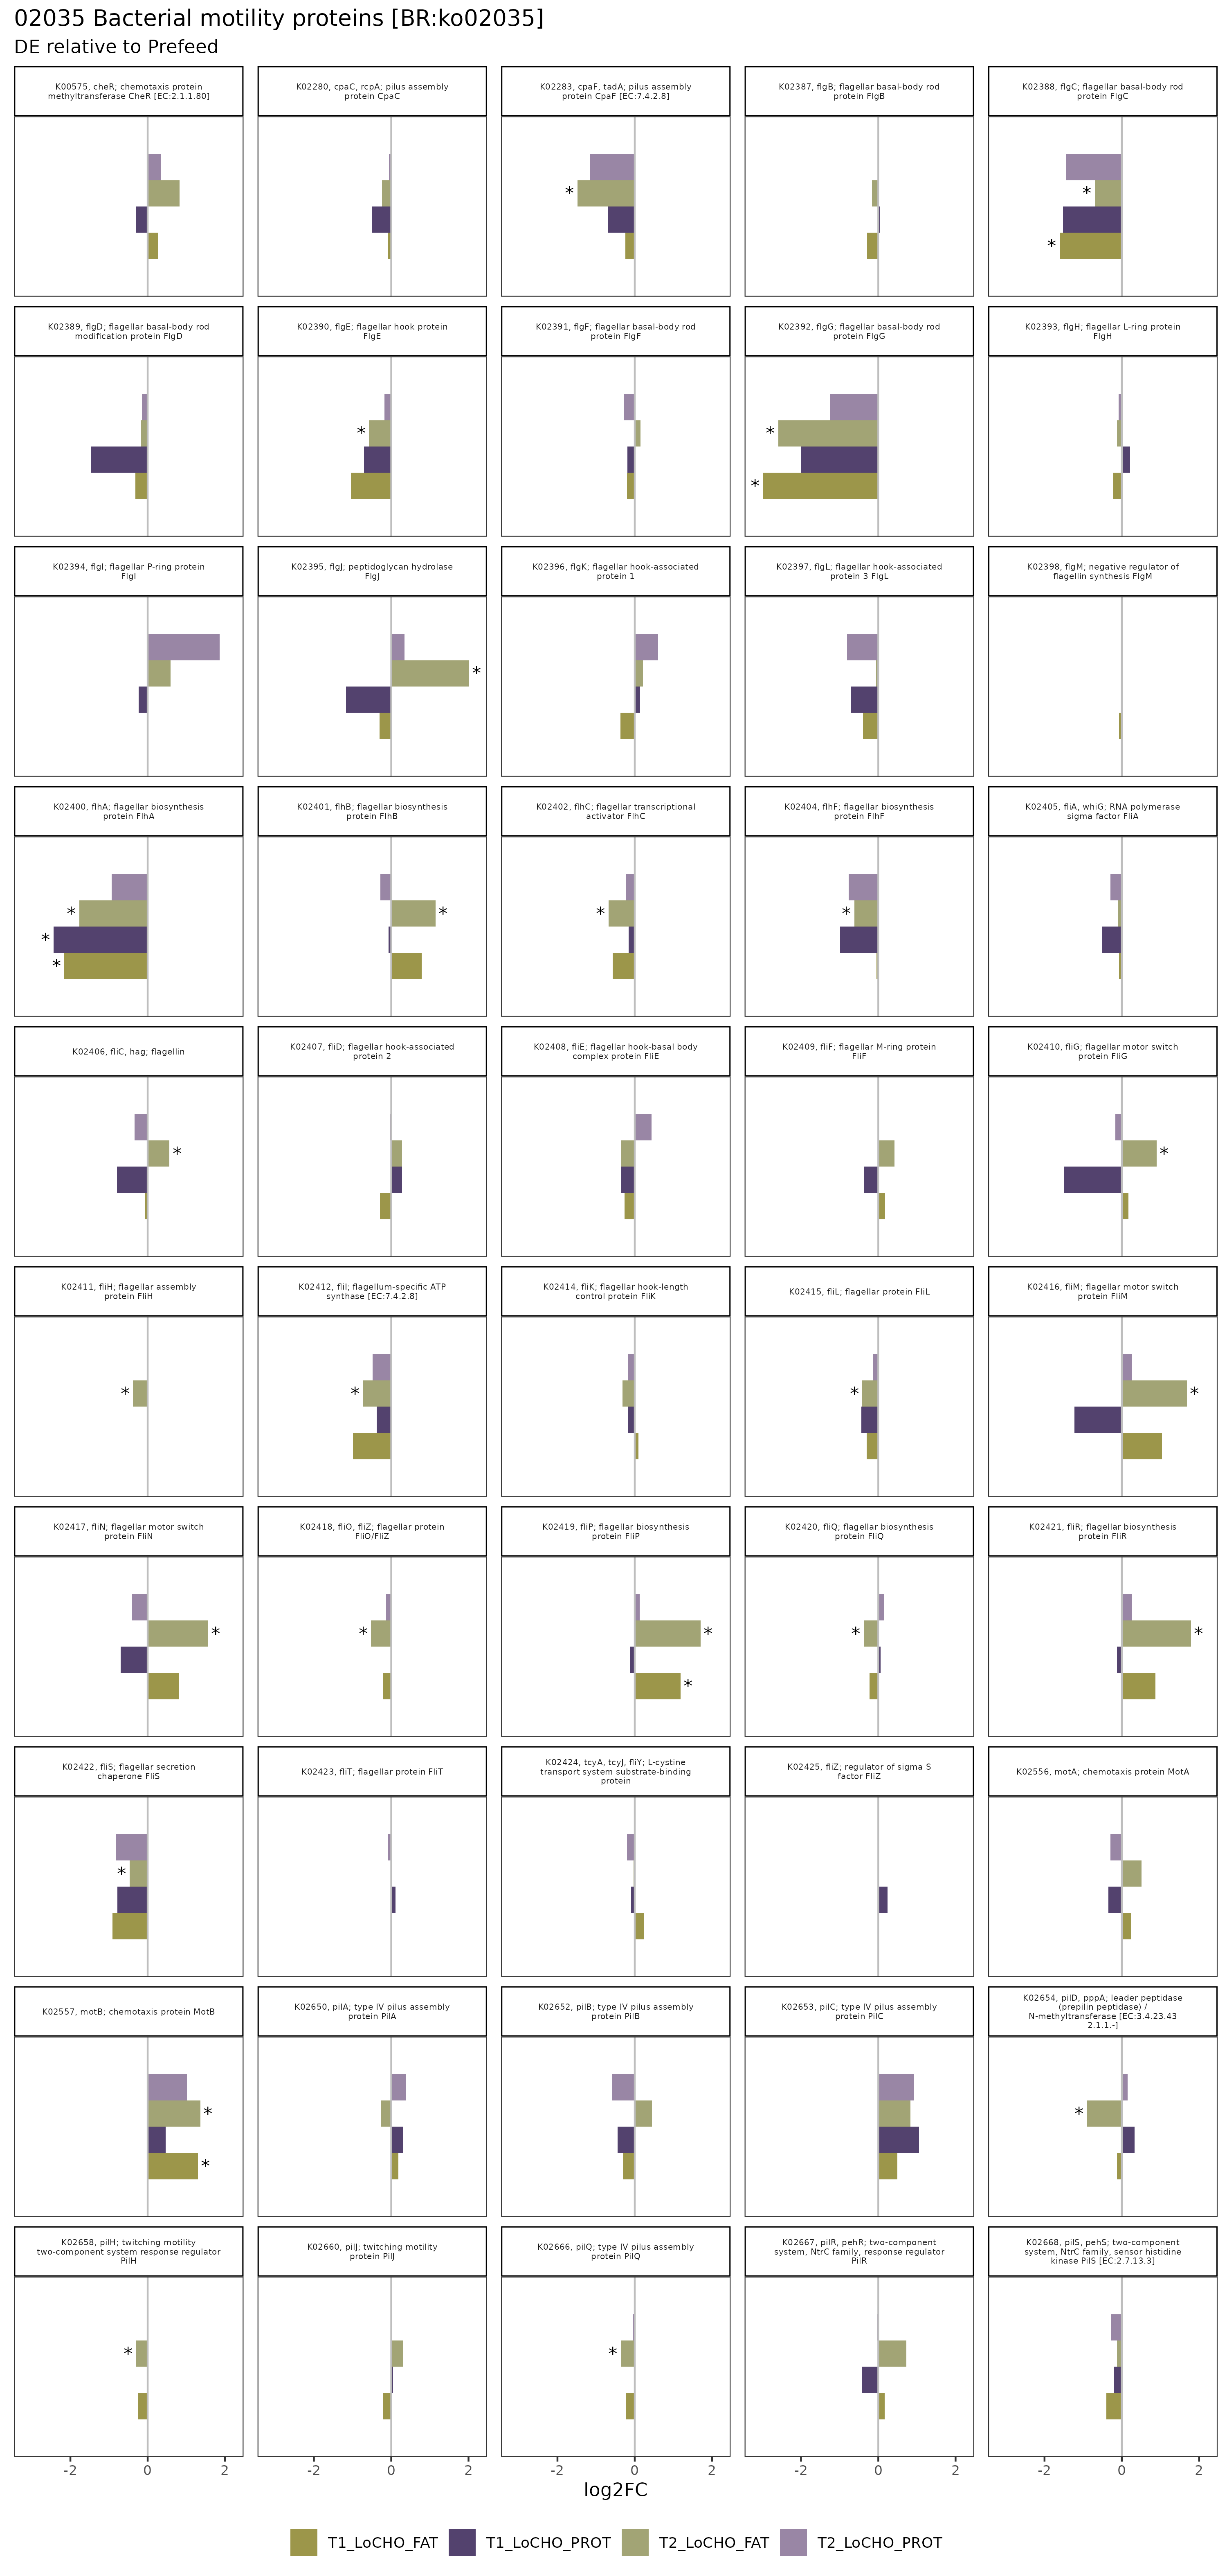 02035 Bacterial motility proteins [BR:ko02035]
DE relative to Prefeed
K00575, cheR; chemotaxis protein
methyltransferase CheR [EC:2.1.1.80]
K02280, cpaC, rcpA; pilus assembly
protein CpaC
K02283, cpaF, tadA; pilus assembly
protein CpaF [EC:7.4.2.8]
K02387, flgB; flagellar basal-body rod
protein FlgB
K02388, flgC; flagellar basal-body rod
protein FlgC
*
*
*
K02389, flgD; flagellar basal-body rod
modification protein FlgD
K02390, flgE; flagellar hook protein
FlgE
K02391, flgF; flagellar basal-body rod
protein FlgF
K02392, flgG; flagellar basal-body rod
protein FlgG
K02393, flgH; flagellar L-ring protein
FlgH
*
*
*
K02394, flgI; flagellar P-ring protein
FlgI
K02395, flgJ; peptidoglycan hydrolase
FlgJ
K02396, flgK; flagellar hook-associated
protein 1
K02397, flgL; flagellar hook-associated
protein 3 FlgL
K02398, flgM; negative regulator of
flagellin synthesis FlgM
*
K02400, flhA; flagellar biosynthesis
protein FlhA
K02401, flhB; flagellar biosynthesis
protein FlhB
K02402, flhC; flagellar transcriptional
activator FlhC
K02404, flhF; flagellar biosynthesis
protein FlhF
K02405, fliA, whiG; RNA polymerase
sigma factor FliA
*
*
*
*
*
*
K02406, fliC, hag; flagellin
K02407, fliD; flagellar hook-associated
protein 2
K02408, fliE; flagellar hook-basal body
complex protein FliE
K02409, fliF; flagellar M-ring protein
FliF
K02410, fliG; flagellar motor switch
protein FliG
*
*
K02411, fliH; flagellar assembly
protein FliH
K02412, fliI; flagellum-specific ATP
synthase [EC:7.4.2.8]
K02414, fliK; flagellar hook-length
control protein FliK
K02415, fliL; flagellar protein FliL
K02416, fliM; flagellar motor switch
protein FliM
*
*
*
*
K02417, fliN; flagellar motor switch
protein FliN
K02418, fliO, fliZ; flagellar protein
FliO/FliZ
K02419, fliP; flagellar biosynthesis
protein FliP
K02420, fliQ; flagellar biosynthesis
protein FliQ
K02421, fliR; flagellar biosynthesis
protein FliR
*
*
*
*
*
*
K02422, fliS; flagellar secretion
chaperone FliS
K02423, fliT; flagellar protein FliT
K02424, tcyA, tcyJ, fliY; L-cystine
transport system substrate-binding
protein
K02425, fliZ; regulator of sigma S
factor FliZ
K02556, motA; chemotaxis protein MotA
*
K02557, motB; chemotaxis protein MotB
K02650, pilA; type IV pilus assembly
protein PilA
K02652, pilB; type IV pilus assembly
protein PilB
K02653, pilC; type IV pilus assembly
protein PilC
K02654, pilD, pppA; leader peptidase
(prepilin peptidase) /
N-methyltransferase [EC:3.4.23.43
2.1.1.-]
*
*
*
K02658, pilH; twitching motility
two-component system response regulator
PilH
K02660, pilJ; twitching motility
protein PilJ
K02666, pilQ; type IV pilus assembly
protein PilQ
K02667, pilR, pehR; two-component
system, NtrC family, response regulator
PilR
K02668, pilS, pehS; two-component
system, NtrC family, sensor histidine
kinase PilS [EC:2.7.13.3]
*
*
-2 0 2 -2 0 2 -2 0 2 -2 0 2 -2 0 2
log2FC
T1_LoCHO_FAT T1_LoCHO_PROT T2_LoCHO_FAT T2_LoCHO_PROT